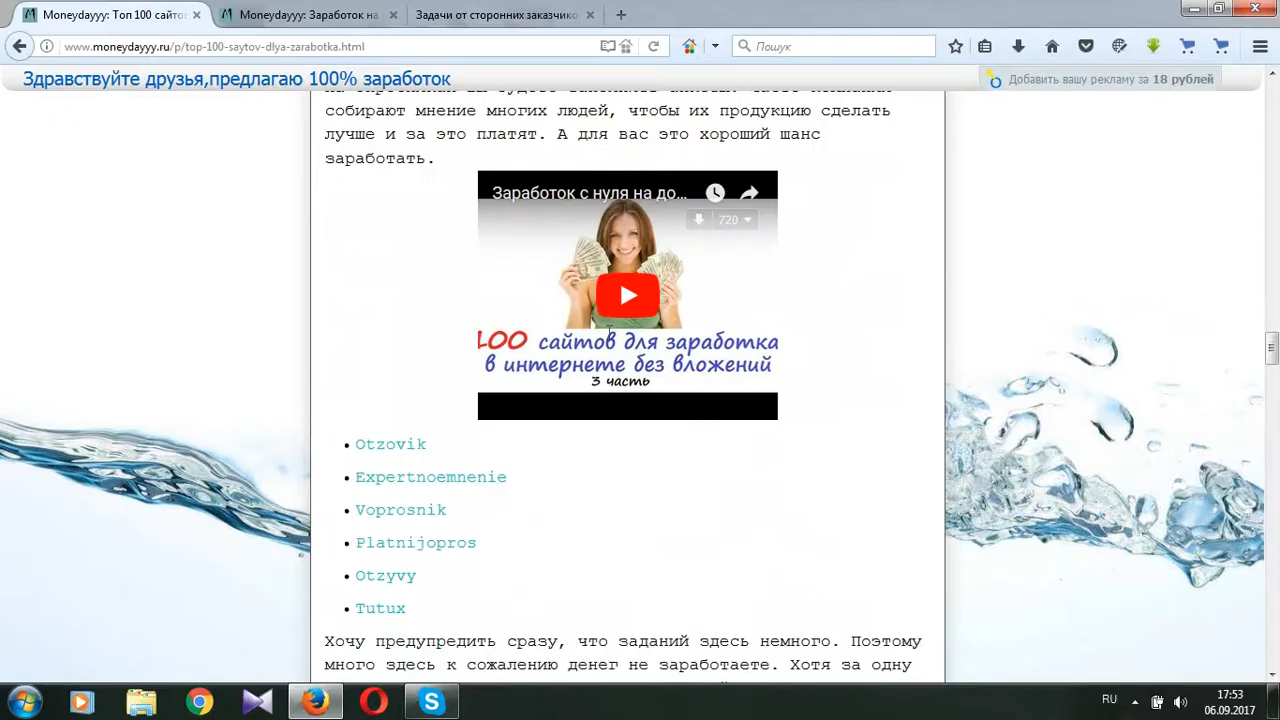 Moneydayyy: Топ 100 сайтов
Moneydayyy: Заработок на
Задачи от сторонних заказчико
www.moneydayyy.ru/p/top-100-saytov-dlya-zarabotka.html
Поиск
Здравствуйте друзья,предлагаю 100% заработок
Добавить вашу рекламу за 18 рублей
собирают мнение многих людей, чтобы их продукцию сделать
лучше и за это платят. А для вас это хороший шанс
заработать.
Заработок с нуля на до...
720
100 сайтов для заработка
в интернете без вложений
3 часть
Otzovik
Expertnoemnenie
Voprosnik
Platnijopros
Otzyvy
Tutux
Хочу предупредить сразу, что заданий здесь немного. Поэтому
много здесь к сожалению денег не заработаете. Хотя за одну
RU
17:53
06.09.2017